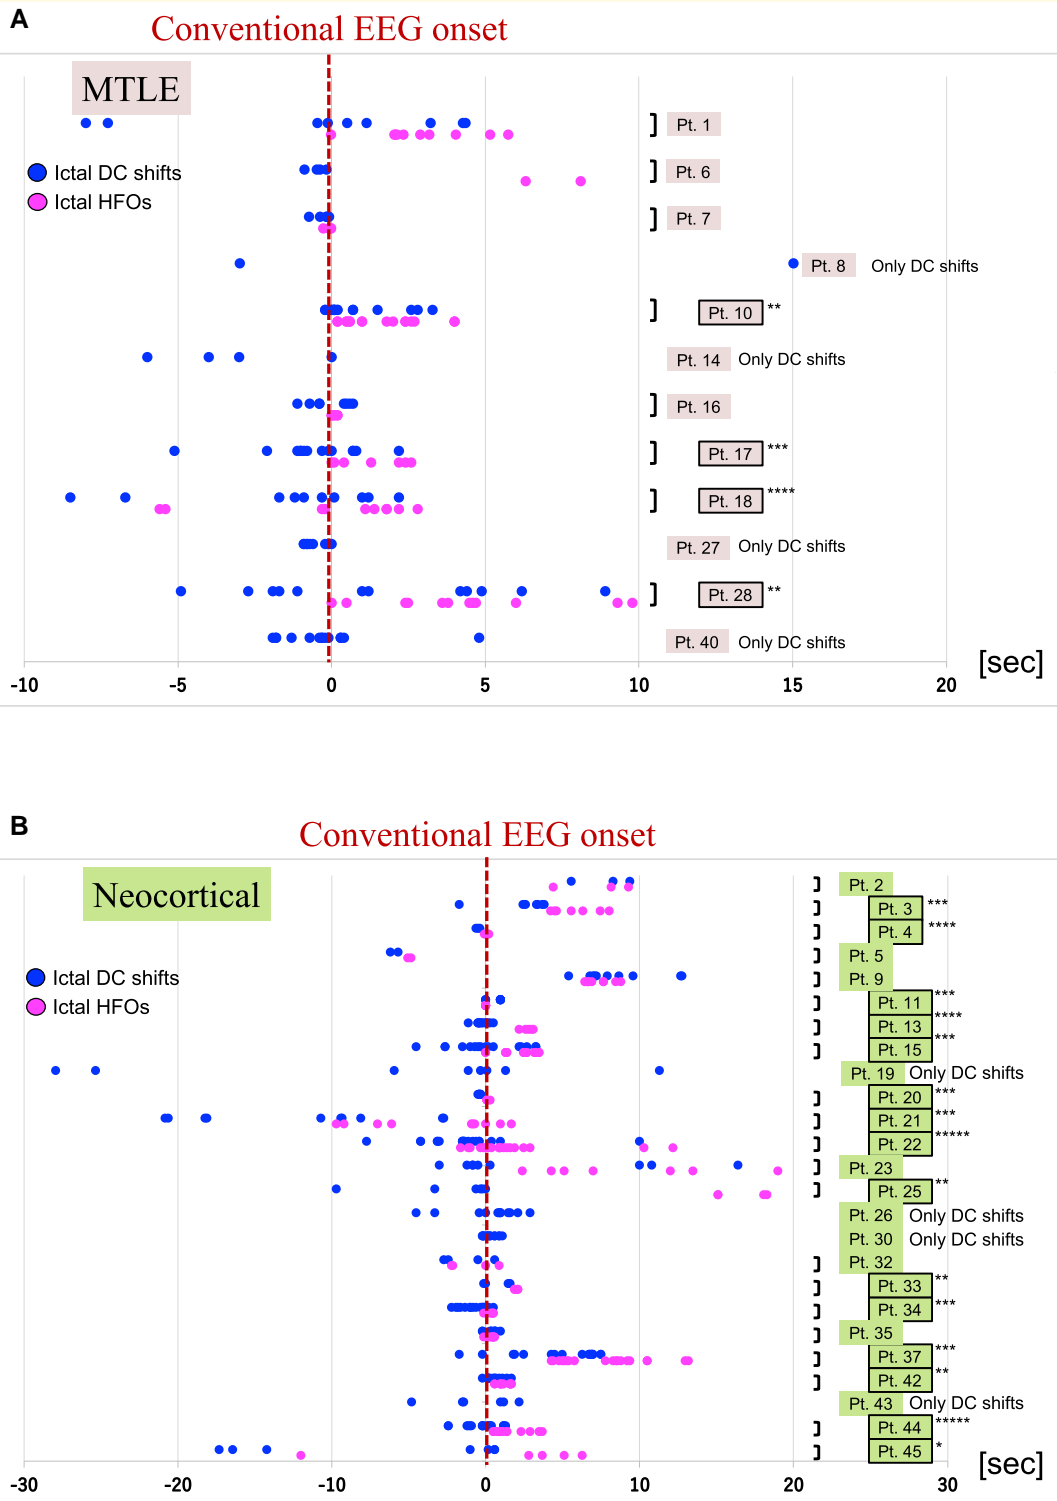 A
Conventional EEG onset
MTLE
Pt. 1
Ictal DC shifts
Pt. 6
Ictal HFOs
Pt. 7
Pt. 8 Only DC shifts
Pt. 10 **
Pt. 14 Only DC shifts
Pt. 16
Pt. 17 ***
Pt. 18 ****
Pt. 27 Only DC shifts
Pt. 28 **
Pt. 40 Only DC shifts
[sec]
-10 -5 0 5 10 15 20
B
Conventional EEG onset
Neocortical
Pt. 2
Pt. 3 ***
Pt. 4 ****
Pt. 5
Ictal DC shifts
Pt. 9
Ictal HFOs
Pt. 11 ***
Pt. 13 ****
Pt. 15 ***
Pt. 19 Only DC shifts
Pt. 20 ***
Pt. 21 ***
Pt. 22 *****
Pt. 23
Pt. 25 **
Pt. 26 Only DC shifts
Pt. 30 Only DC shifts
Pt. 32
Pt. 33 **
Pt. 34 ***
Pt. 35
Pt. 37 ***
Pt. 42 **
Pt. 43 Only DC shifts
Pt. 44 *****
Pt. 45 *
[sec]
-30 -20 -10 0 10 20 30